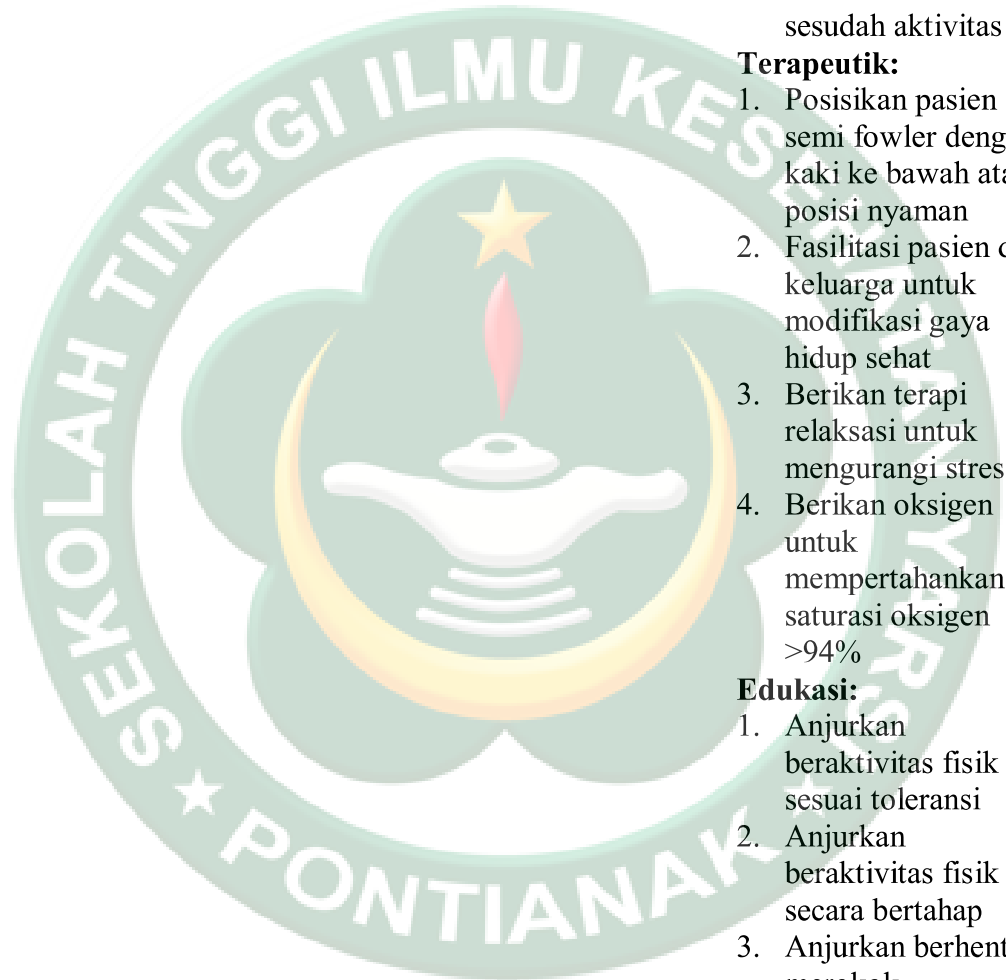 sesudah aktivitas
Terapeutik:
1. Posisikan pasien
semi fowler deng
kaki ke bawah ata
posisi nyaman
2. Fasilitasi pasien d
keluarga untuk
modifikasi gaya
hidup sehat
3. Berikan terapi
relaksasi untuk
mengurangi stres
4. Berikan oksigen
untuk
mempertahankan
saturasi oksigen
>94%
Edukasi:
1. Anjurkan
beraktivitas fisik
sesuai toleransi
2. Anjurkan
beraktivitas fisik
secara bertahap
3. Anjurkan berhent
SEKOLAH TINGGI ILMU KESEHATAN YARSI
PONTIANAK